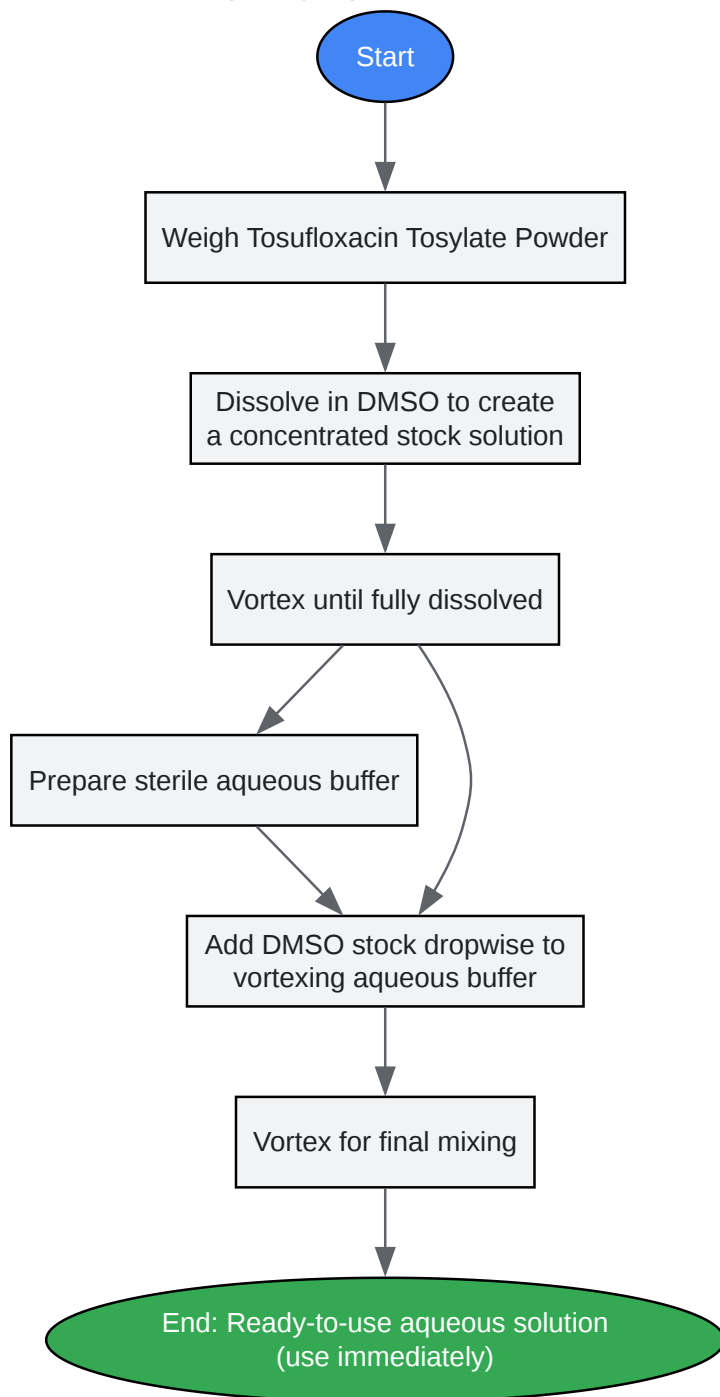 Start
Weigh Tosufloxacin Tosylate Powder
Dissolve in DMSO to create
a concentrated stock solution
Vortex until fully dissolved
Prepare sterile aqueous buffer
Add DMSO stock dropwise to
vortexing aqueous buffer
Vortex for final mixing
End: Ready-to-use aqueous solution
(use immediately)